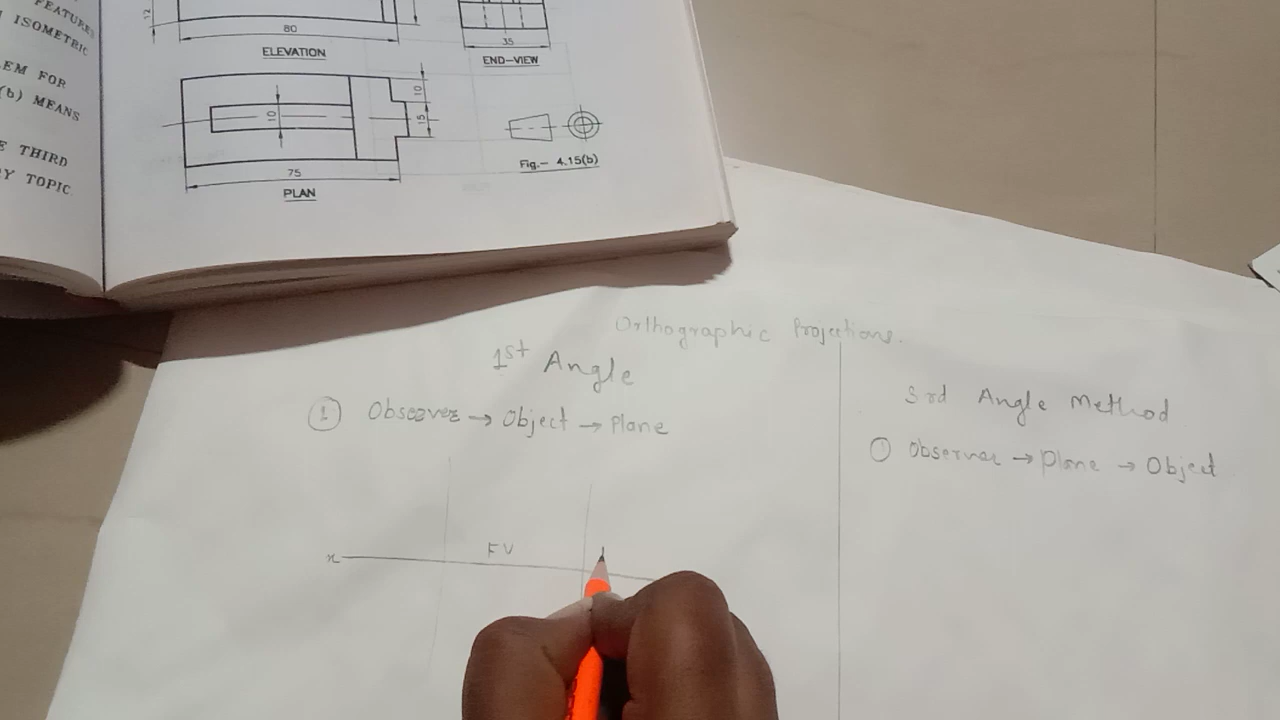 FEATURES
ISOMETRIC
EM FOR
(b) MEANS
THIRD
Y TOPIC
12
80
ELEVATION
35
END-VIEW
10
10
15
75
PLAN
Fig.- 4.15(b)
Orthographic Projections.
1st Angle
① Observer → Object → Plane
x
FV
3rd Angle Method
① Observer → Plane → Object